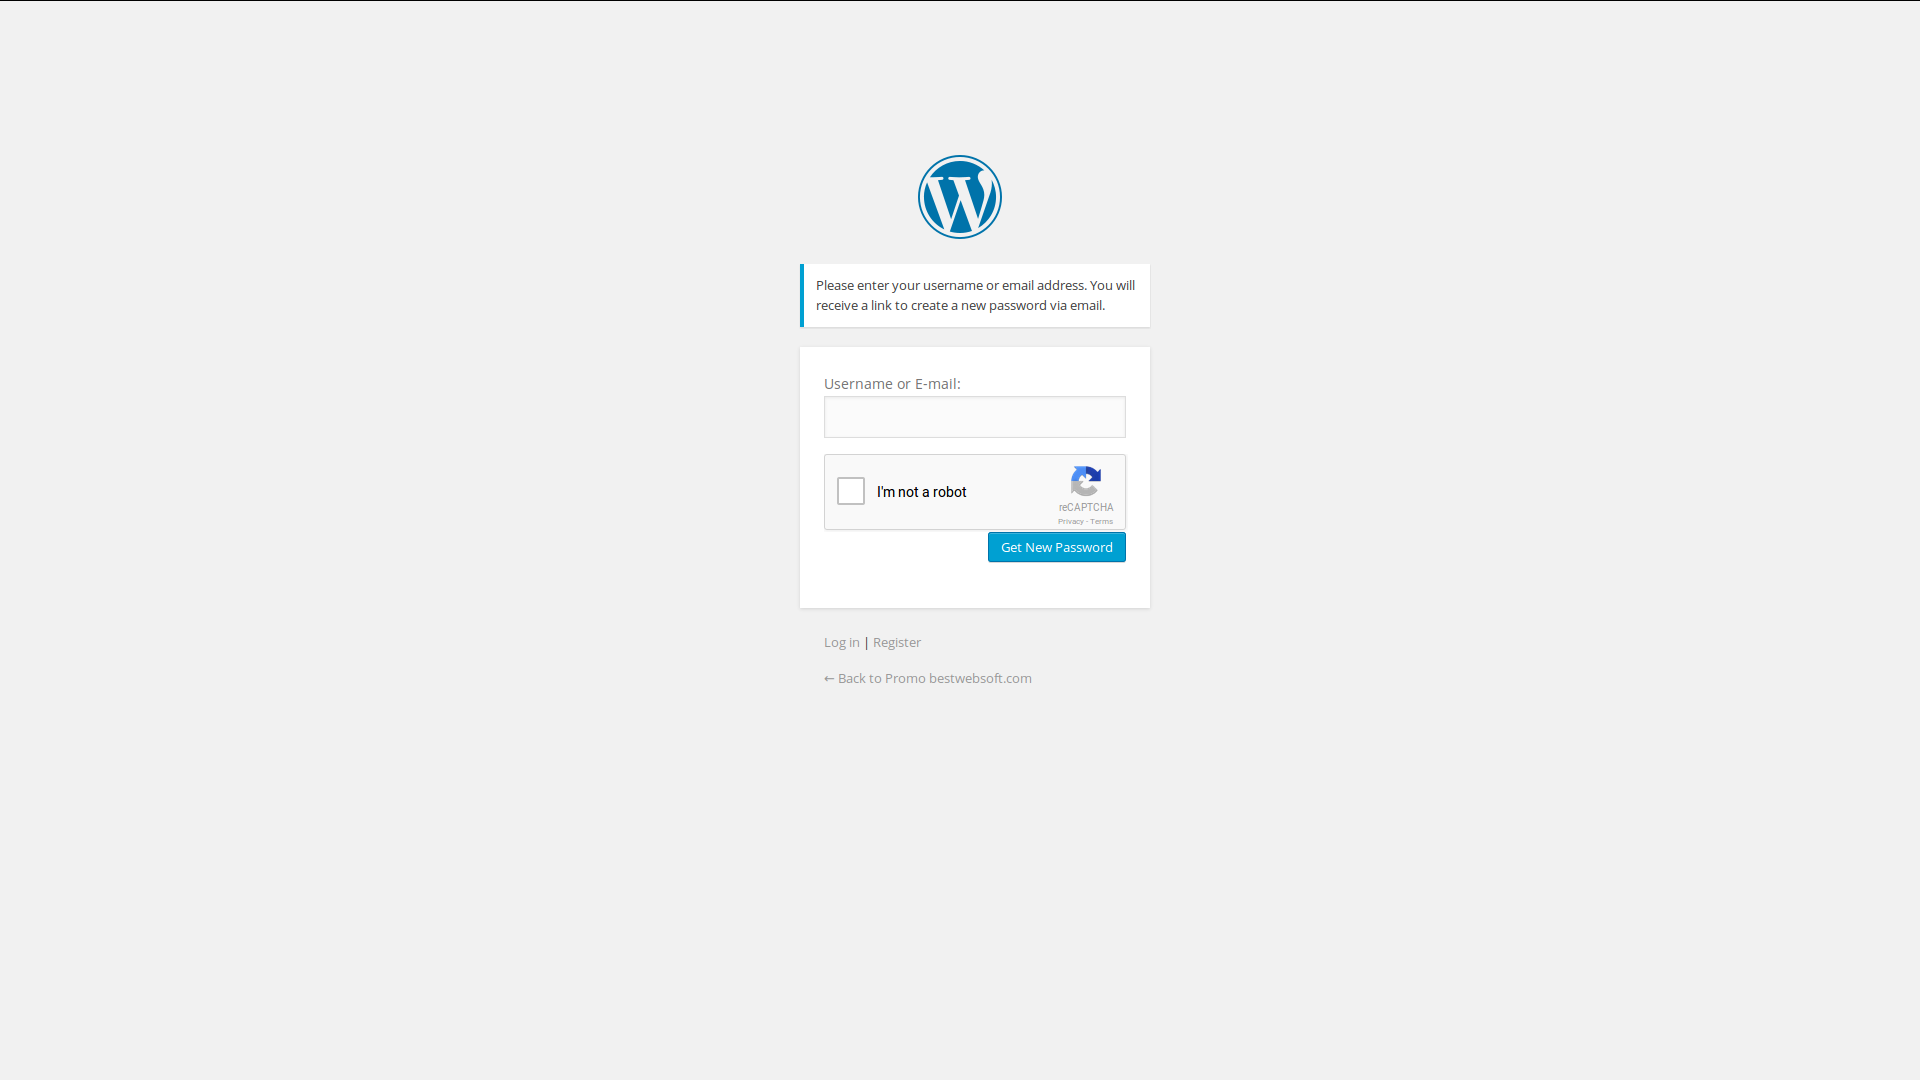 Please enter your username or email address. You will
receive a link to create a new password via email.
Username or E-mail:
I'm not a robot
reCAPTCHA
Privacy - Terms
Get New Password
Log in | Register
← Back to Promo bestwebsoft.com